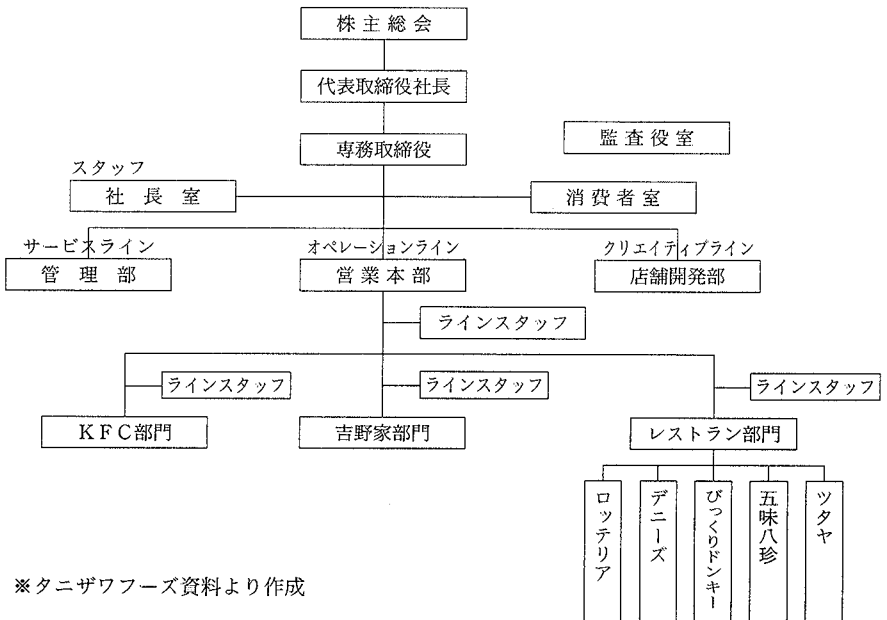 株主総会
代表取締役社長
専務取締役
監査役室
スタッフ
社長室
消費者室
サービスライン
オペレーションライン
クリエイティブライン
管理部
営業本部
店舗開発部
ラインスタッフ
ラインスタッフ
ラインスタッフ
ラインスタッフ
KFC部門
吉野家部門
レストラン部門
ロッテリア
デニーズ
びっくりドンキー
五味八珍
ツタヤ
※タニザワフーズ資料より作成